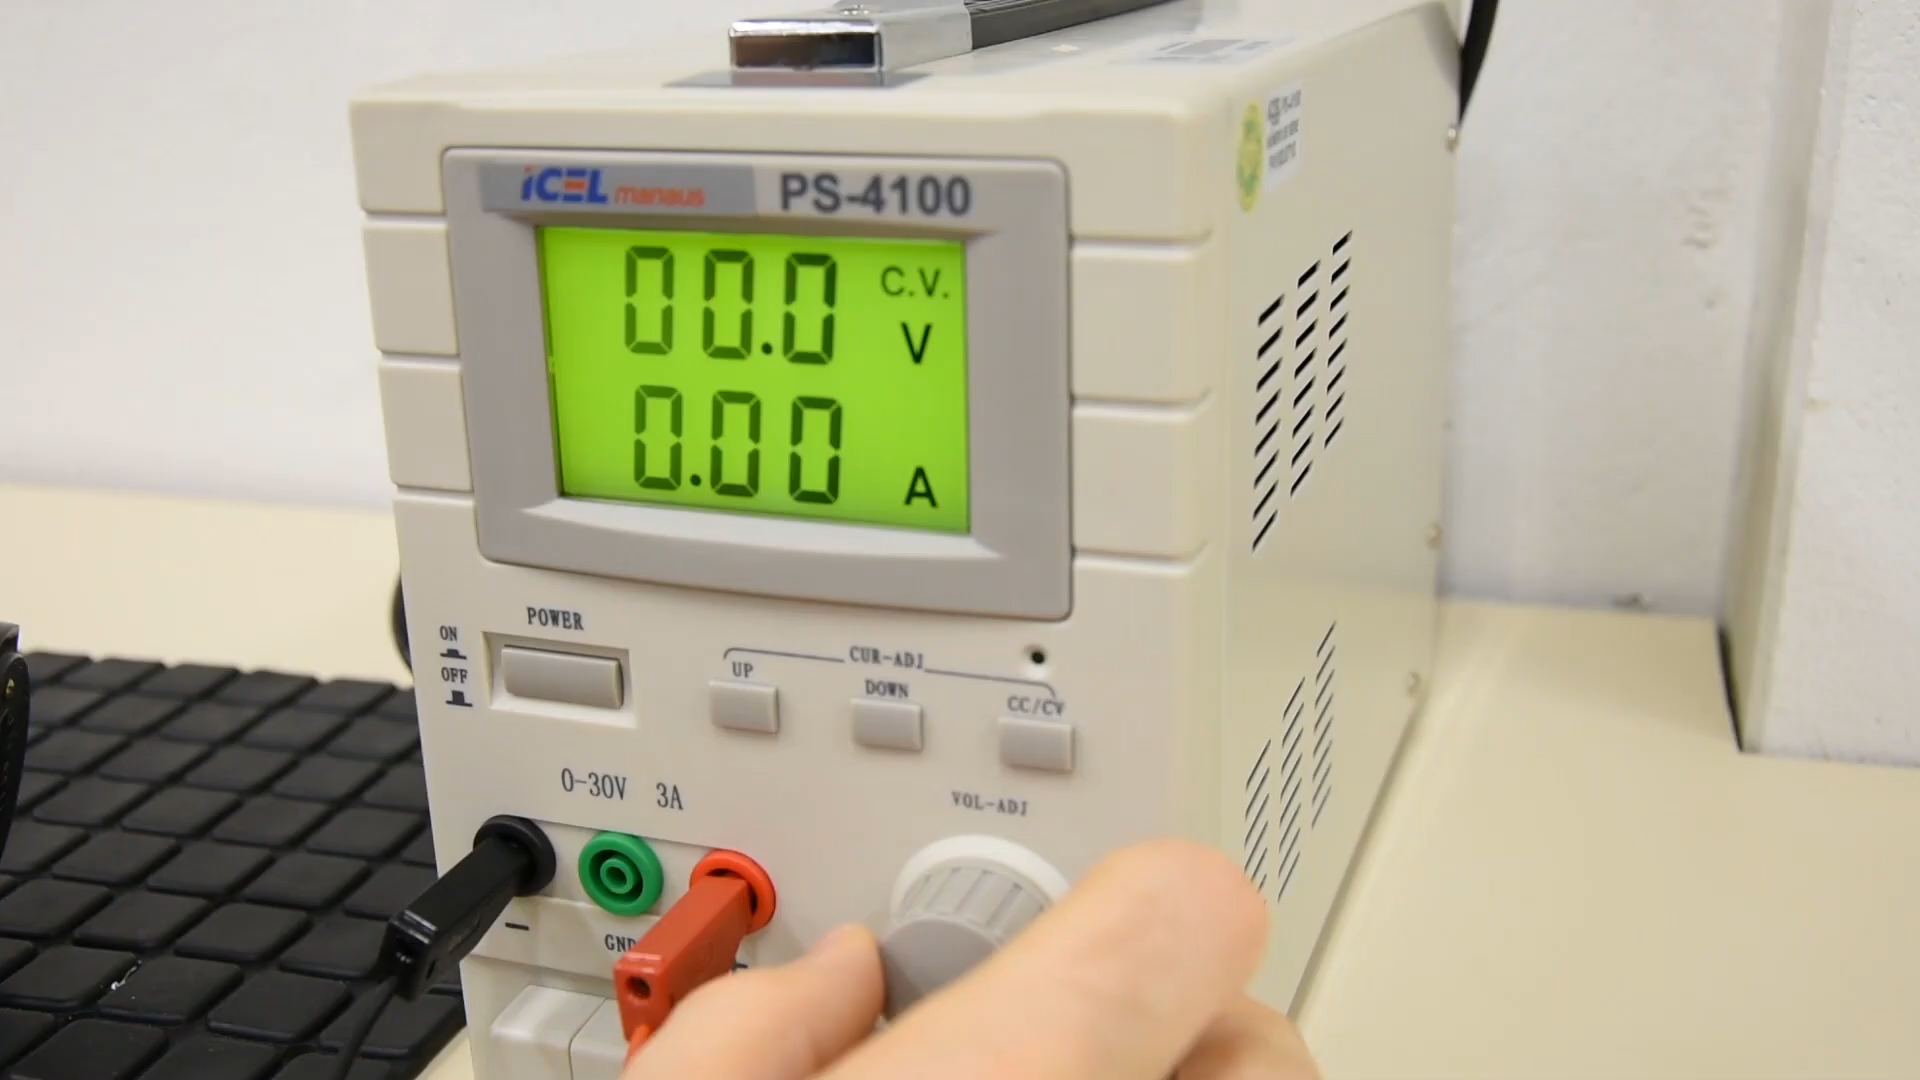 iCEL manaus PS-4100
00.0 C.V. V
0.00 A
POWER
ON
OFF
CUR-ADJ
UP DOWN CC/CV
0-30V 3A
VOL-ADJ
GND